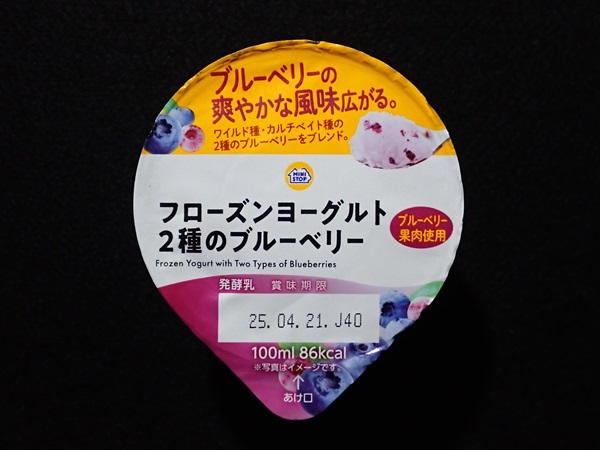 ブルーベリーの
爽やかな風味広がる。
ワイルド種・カルチベイト種の
2種のブルーベリーをブレンド。
MINI
STOP
フローズンヨーグルト
2種のブルーベリー
ブルーベリー
果肉使用
Frozen Yogurt with Two Types of Blueberries
発酵乳 賞味期限
25.04.21.J40
100ml 86kcal
※写真はイメージです。
↑
あけ口